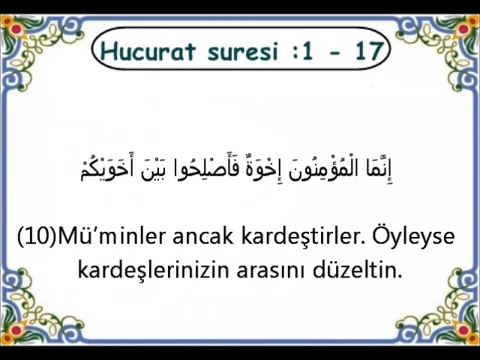 Hucurat suresi :1 - 17
إِنَّمَا الْمُؤْمِنُونَ إِخْوَةٌ فَأَصْلِحُوا بَيْنَ أَخَوَيْكُمْ
(10)Mü’minler ancak kardeştirler. Öyleyse
kardeşlerinizin arasını düzeltin.